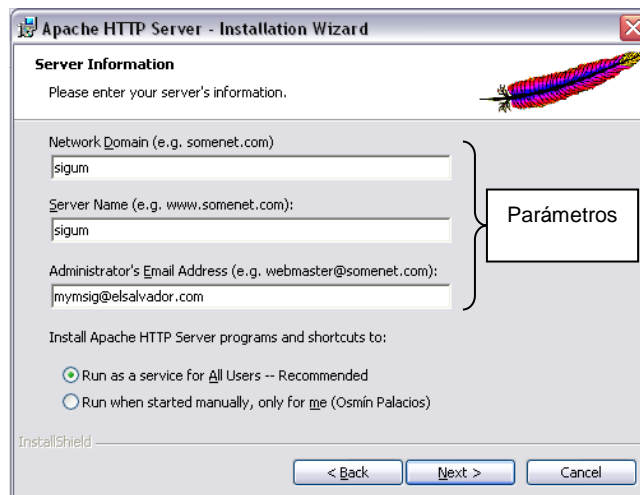 Apache HTTP Server - Installation Wizard
Server Information
Please enter your server's information.
Network Domain (e.g. somenet.com)
sigum
Server Name (e.g. www.somenet.com):
sigum
Administrator's Email Address (e.g. webmaster@somenet.com):
mymsig@elsalvador.com
Parámetros
Install Apache HTTP Server programs and shortcuts to:
Run as a service for All Users -- Recommended
Run when started manually, only for me (Osmín Palacios)
InstallShield
< Back Next > Cancel